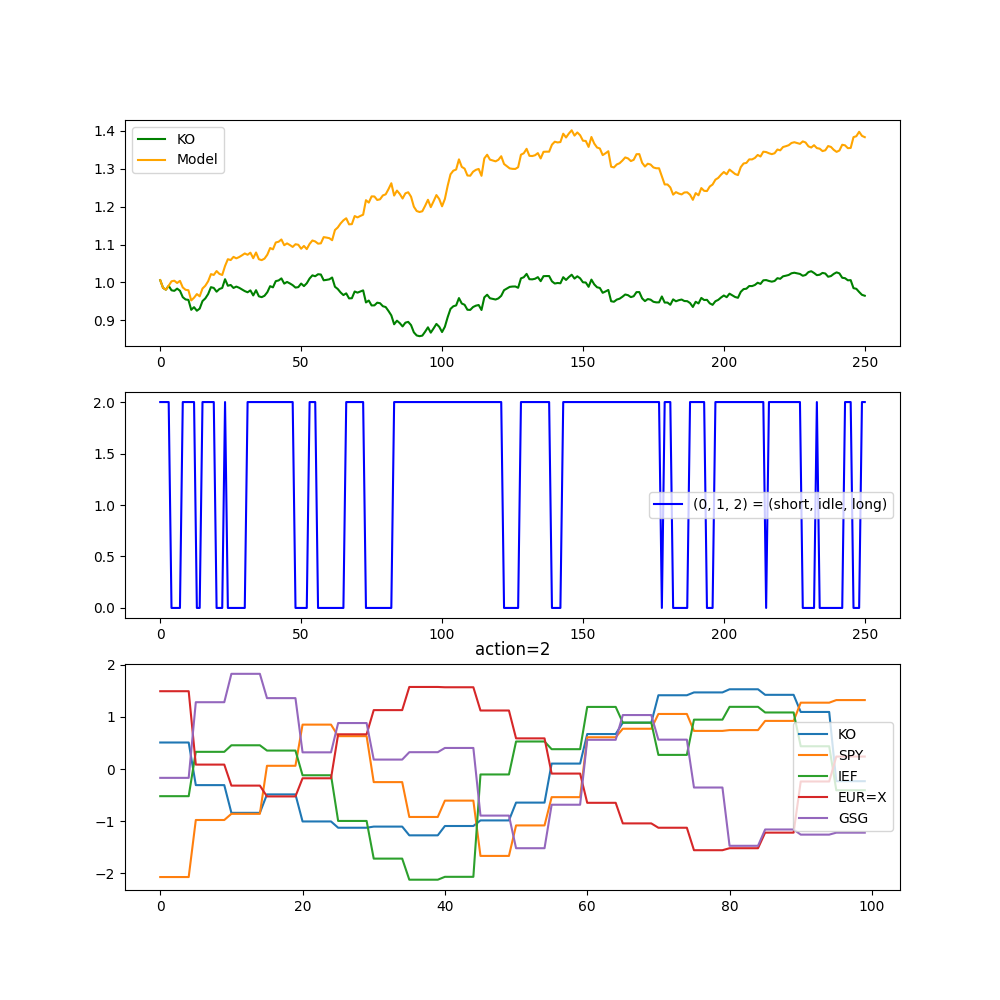 1.4
1.3
1.2
1.1
1.0
0.9
KO
Model
0 50 100 150 200 250
2.0
1.5
1.0
0.5
0.0
(0, 1, 2) = (short, idle, long)
0 50 100 150 200 250
action=2
2
1
0
−1
−2
KO
SPY
IEF
EUR=X
GSG
0 20 40 60 80 100